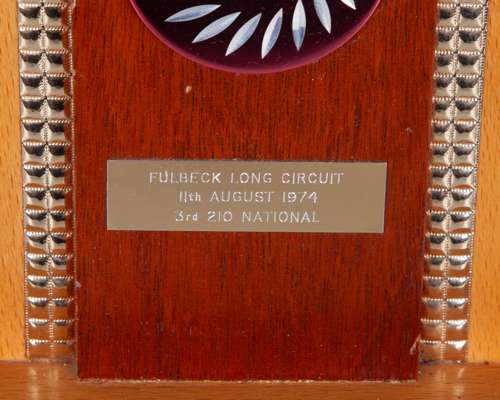 FULBECK LONG CIRCUIT
11th AUGUST 1974
3rd 210 NATIONAL